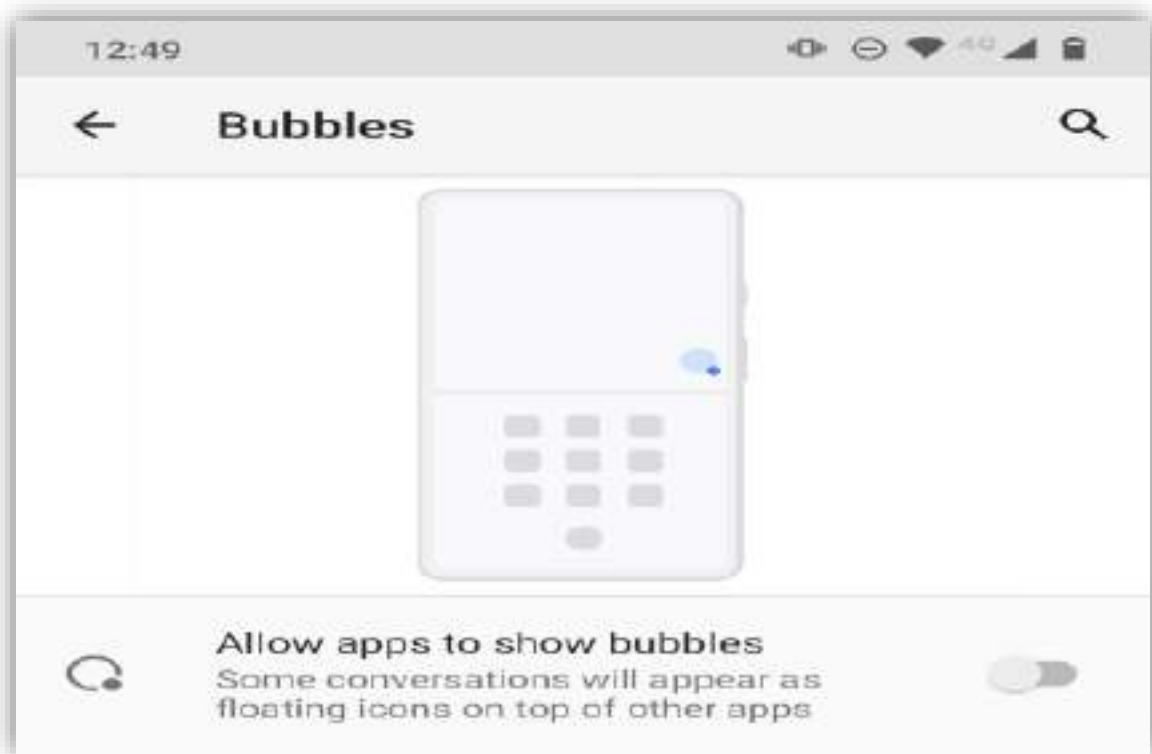 12:49
4G
Bubbles
Allow apps to show bubbles
Some conversations will appear as
floating icons on top of other apps